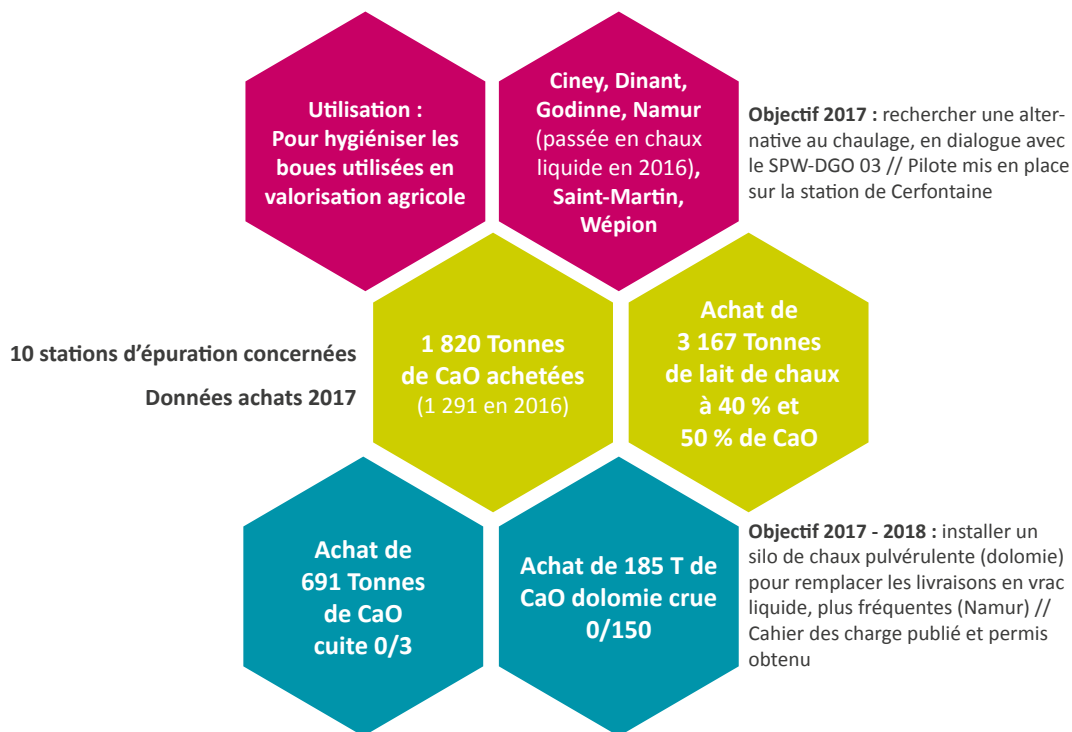 Utilisation :
Pour hygiéniser les
boues utilisées en
valorisation agricole
Ciney, Dinant,
Godinne, Namur
(passée en chaux
liquide en 2016),
Saint-Martin,
Wépion
Objectif 2017 : rechercher une alter-
native au chaulage, en dialogue avec
le SPW-DGO 03 // Pilote mis en place
sur la station de Cerfontaine
10 stations d’épuration concernées
Données achats 2017
1 820 Tonnes
de CaO achetées
(1 291 en 2016)
Achat de
3 167 Tonnes
de lait de chaux
à 40 % et
50 % de CaO
Achat de
691 Tonnes
de CaO
cuite 0/3
Achat de 185 T de
CaO dolomie crue
0/150
Objectif 2017 - 2018 : installer un
silo de chaux pulvérulente (dolomie)
pour remplacer les livraisons en vrac
liquide, plus fréquentes (Namur) //
Cahier des charge publié et permis
obtenu